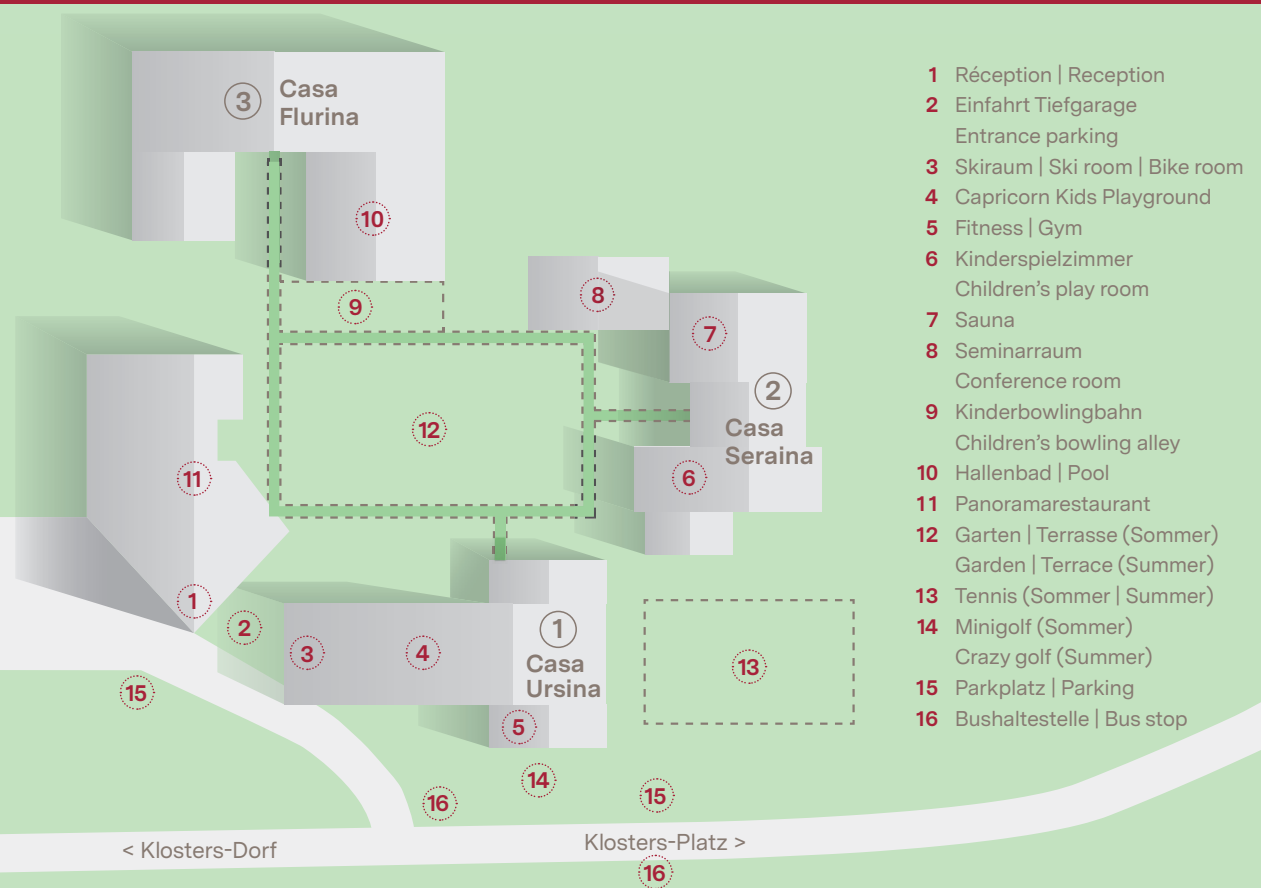 3 Casa
Flurina
10
9
8
7
2
Casa
Seraina
12
11
6
1
2
3
4
1
Casa
Ursina
5
13
15
14
16
15
< Klosters-Dorf
Klosters-Platz >
16
1 Réception | Reception
2 Einfahrt Tiefgarage
Entrance parking
3 Skiraum | Ski room | Bike room
4 Capricorn Kids Playground
5 Fitness | Gym
6 Kinderspielzimmer
Children’s play room
7 Sauna
8 Seminarraum
Conference room
9 Kinderbowlingbahn
Children’s bowling alley
10 Hallenbad | Pool
11 Panoramarestaurant
12 Garten | Terrasse (Sommer)
Garden | Terrace (Summer)
13 Tennis (Sommer | Summer)
14 Minigolf (Sommer)
Crazy golf (Summer)
15 Parkplatz | Parking
16 Bushaltestelle | Bus stop